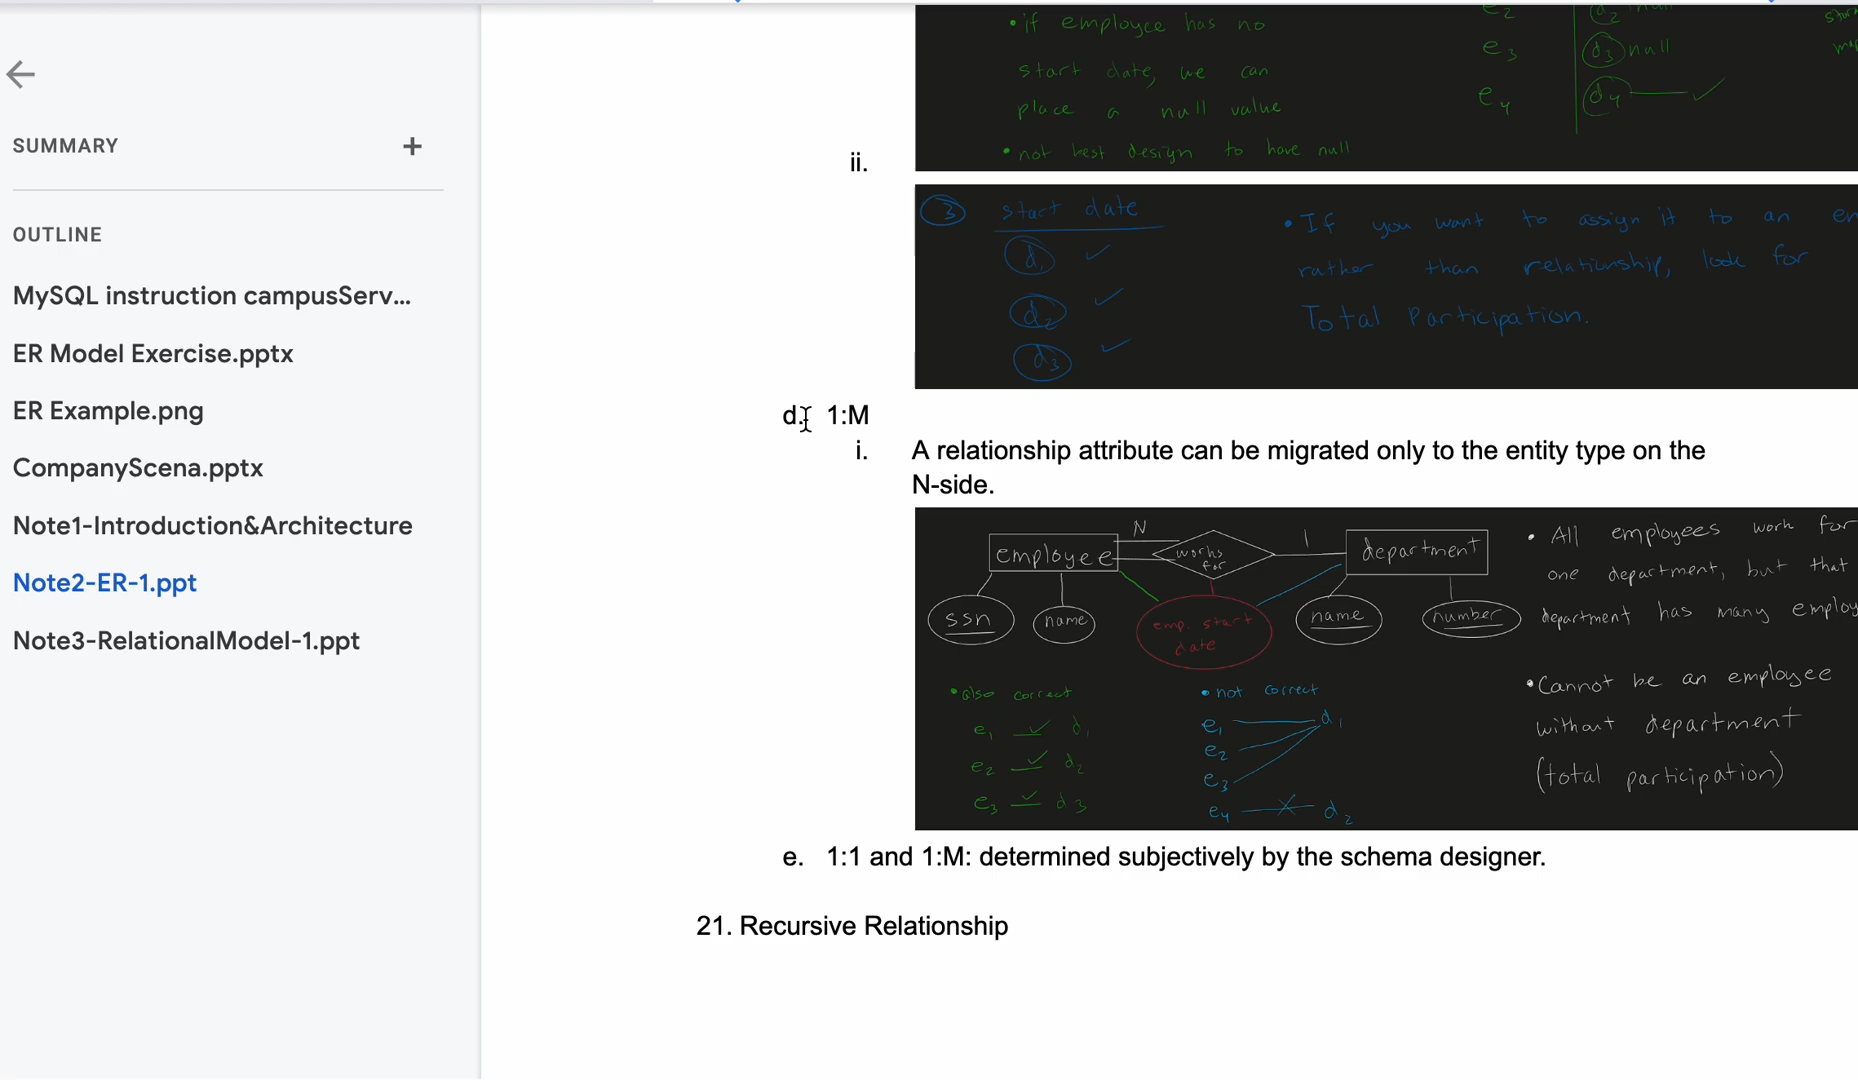 SUMMARY
OUTLINE
MySQL instruction campusServ...
ER Model Exercise.pptx
ER Example.png
CompanyScena.pptx
Note1-Introduction&Architecture
Note2-ER-1.ppt
Note3-RelationalModel-1.ppt
• if employee has no
start date, we can
place a null value
• not best design to have null
e2 d2 null
e3 d3 null
e4 d4
ii.
3 start date
d1
d2
d3
• If you want to assign it to an
rather than relationship, look for
Total Participation.
d. 1:M
i. A relationship attribute can be migrated only to the entity type on the
N-side.
employee N works for 1 department
ssn name emp. start date name number
• All employees work for
one department, but that
department has many
• Cannot be an employee
without department
(total participation)
• also correct
e1 d1
e2 d2
e3 d3
• not correct
e1 d1
e2
e3
e4 d2
e. 1:1 and 1:M: determined subjectively by the schema designer.
21. Recursive Relationship